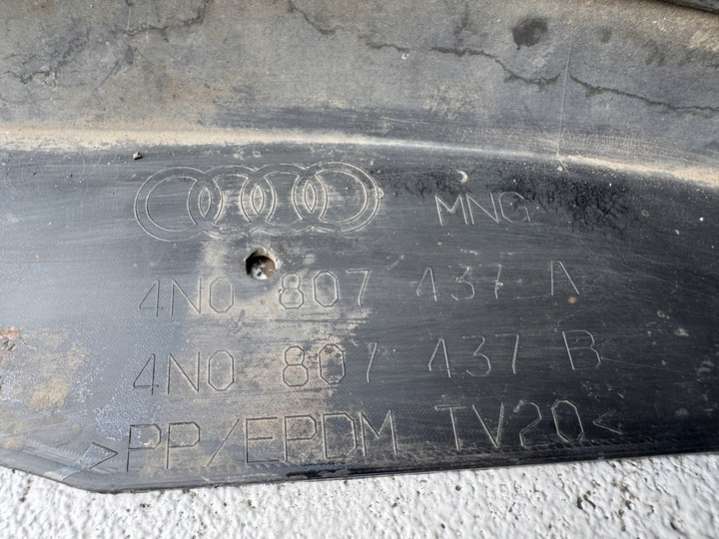 MNG
4N0 807 437 A
4N0 807 437 B
>PP/EPDM TV20<